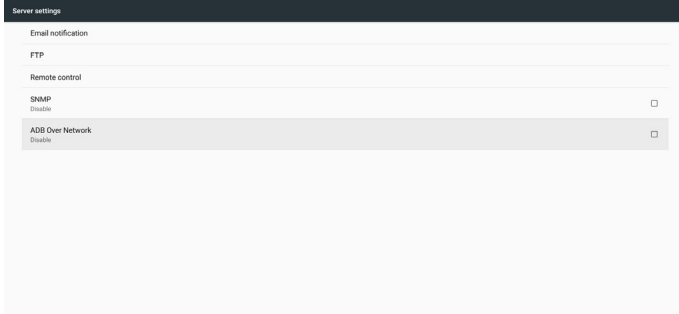 Server settings
Email notification
FTP
Remote control
SNMP
Disable
ADB Over Network
Disable